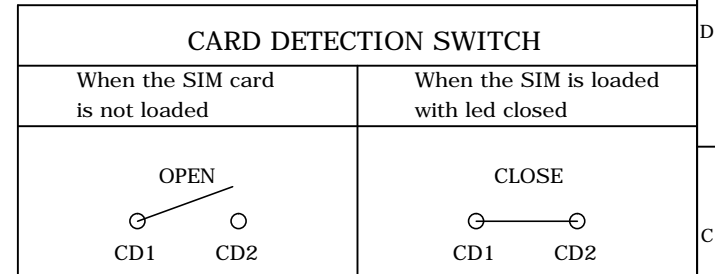 CARD DETECTION SWITCH
When the SIM card
is not loaded
When the SIM is loaded
with led closed
OPEN
CD1 CD2
CLOSE
CD1 CD2
D
C